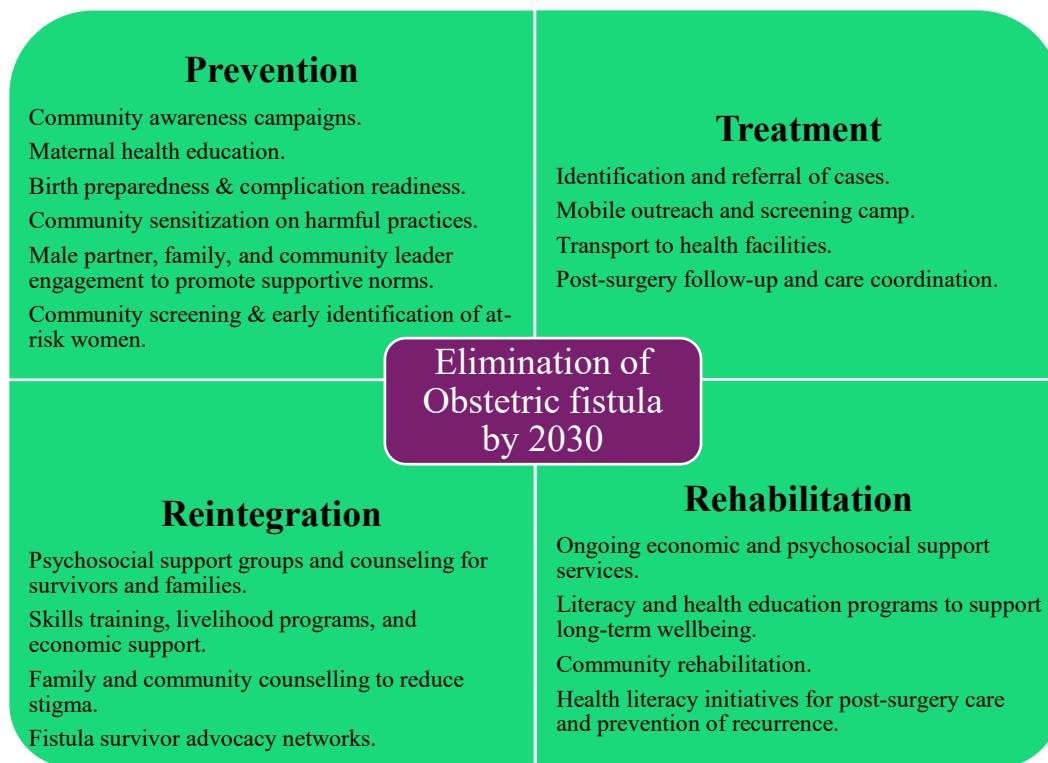 Prevention
Community awareness campaigns.
Maternal health education.
Birth preparedness & complication readiness.
Community sensitization on harmful practices.
Male partner, family, and community leader
engagement to promote supportive norms.
Community screening & early identification of at-
risk women.
Treatment
Identification and referral of cases.
Mobile outreach and screening camp.
Transport to health facilities.
Post-surgery follow-up and care coordination.
Elimination of
Obstetric fistula
by 2030
Reintegration
Psychosocial support groups and counseling for
survivors and families.
Skills training, livelihood programs, and
economic support.
Family and community counselling to reduce
stigma.
Fistula survivor advocacy networks.
Rehabilitation
Ongoing economic and psychosocial support
services.
Literacy and health education programs to support
long-term wellbeing.
Community rehabilitation.
Health literacy initiatives for post-surgery care
and prevention of recurrence.